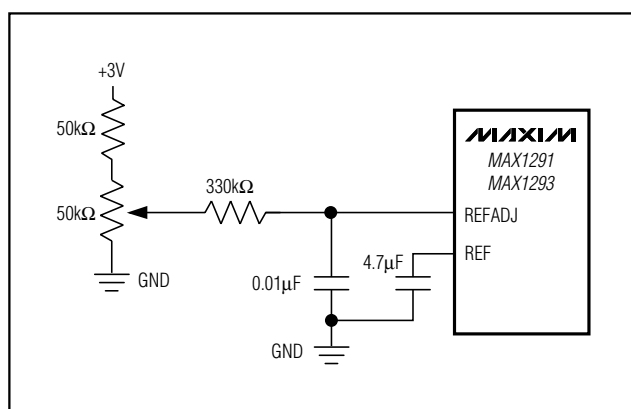 +3V
50kΩ
50kΩ
330kΩ
GND
0.01µF
4.7µF
GND
MAXIM
MAX1291
MAX1293
REFADJ
REF